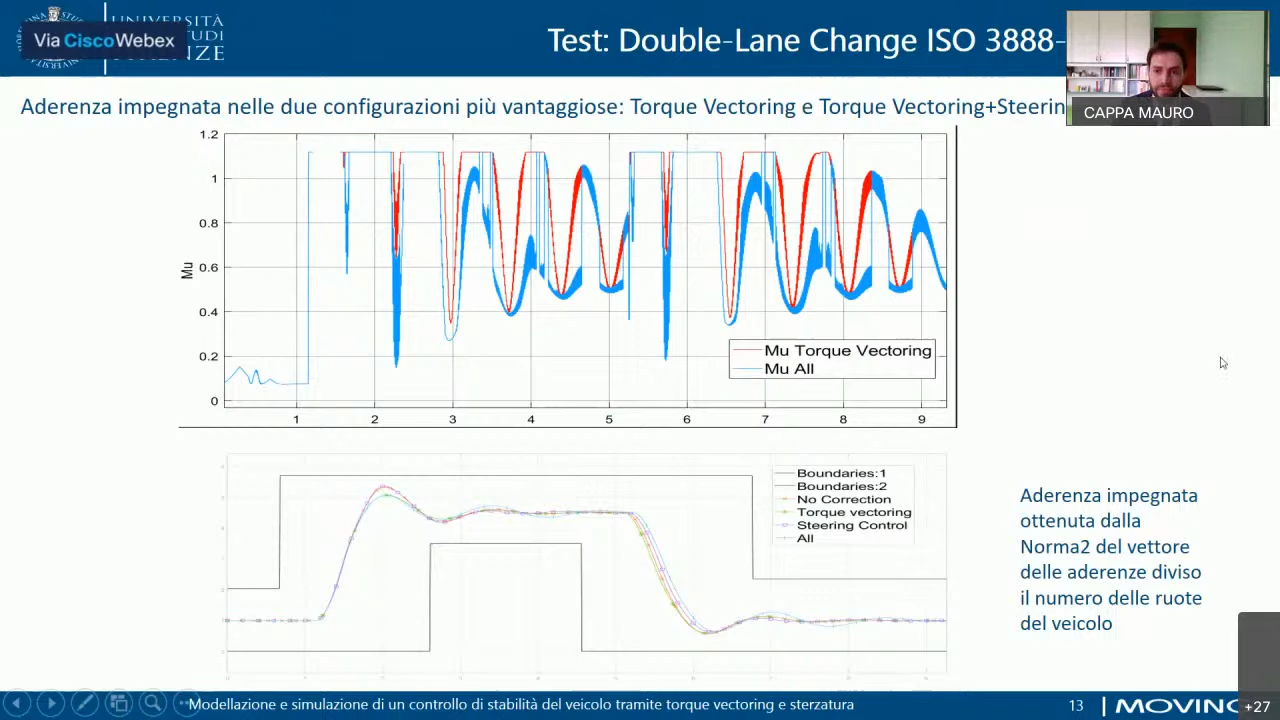 UNIVERSITÀ
STUDI
Via CiscoWebex
Test: Double-Lane Change ISO 3888-
CAPPA MAURO
Aderenza impegnata nelle due configurazioni più vantaggiose: Torque Vectoring e Torque Vectoring+Steerin
1.2
1
0.8
0.6
0.4
0.2
0
Mu
Mu Torque Vectoring
Mu All
1 2 3 4 5 6 7 8 9
Boundaries:1
Boundaries:2
No Correction
Torque vectoring
Steering Control
All
Aderenza impegnata
ottenuta dalla
Norma2 del vettore
delle aderenze diviso
il numero delle ruote
del veicolo
Modellazione e simulazione di un controllo di stabilità del veicolo tramite torque vectoring e sterzatura
13
MOVING
+27